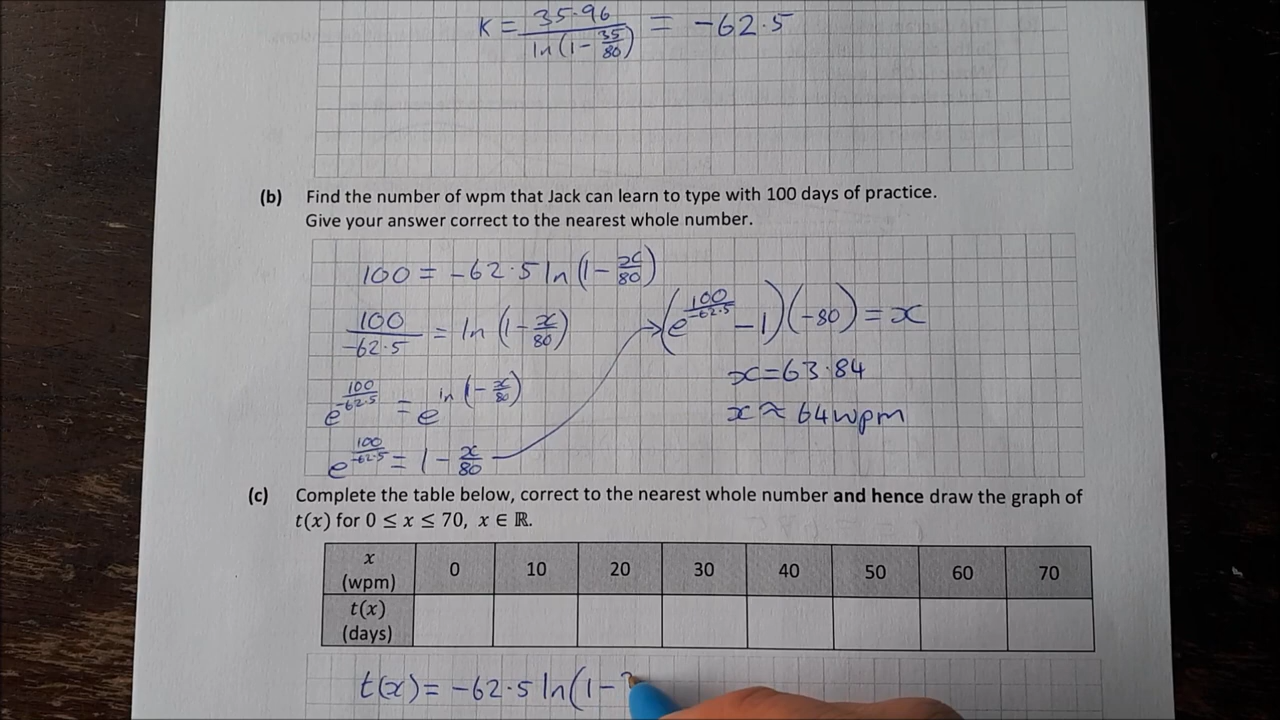 K = 35.96 / ln(1 - 35/80) = -62.5
(b) Find the number of wpm that Jack can learn to type with 100 days of practice.
Give your answer correct to the nearest whole number.
100 = -62.5 ln(1 - x/80)
100/-62.5 = ln(1 - x/80)
e^(100/-62.5) = e^ln(1 - x/80)
e^(100/-62.5) = 1 - x/80
(e^(100/-62.5) - 1)(-80) = x
x = 63.84
x ≈ 64wpm
(c) Complete the table below, correct to the nearest whole number and hence draw the graph of
t(x) for 0 ≤ x ≤ 70, x ∈ ℝ.
x (wpm) 0 10 20 30 40 50 60 70
t(x) (days)
t(x) = -62.5 ln(1 -